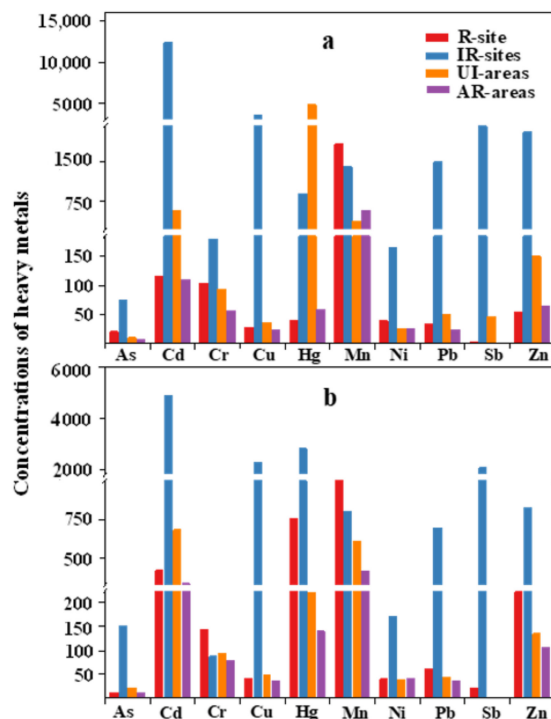 15,000
a
R-site
IR-sites
UI-areas
AR-areas
5000
1500
750
150
100
50
As Cd Cr Cu Hg Mn Ni Pb Sb Zn
Concentrations of heavy metals
6000
b
4000
2000
750
500
200
150
100
50
As Cd Cr Cu Hg Mn Ni Pb Sb Zn